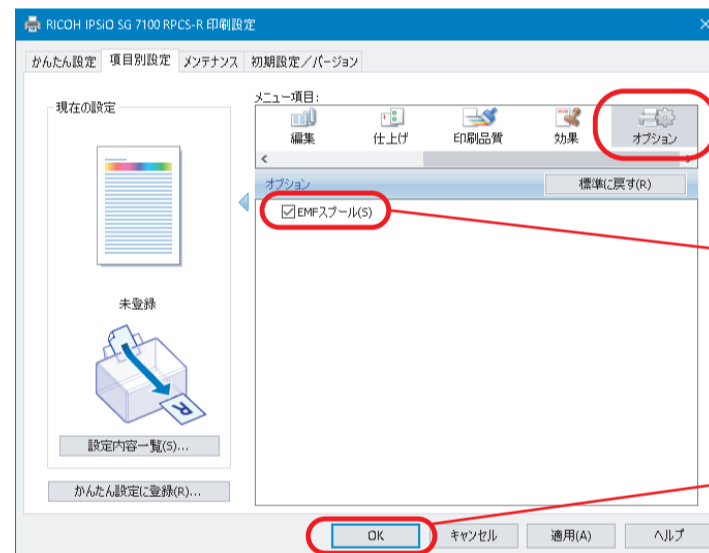 RICOH IPSiO SG 7100 RPCS-R 印刷設定
かんたん設定 項目別設定 メンテナンス 初期設定／バージョン
現在の設定
メニュー項目:
編集 仕上げ 印刷品質 効果 オプション
オプション 標準に戻す(R)
EMFスプール(S)
未登録
R
設定内容一覧(S)...
かんたん設定に登録(R)...
OK キャンセル 適用(A) ヘルプ